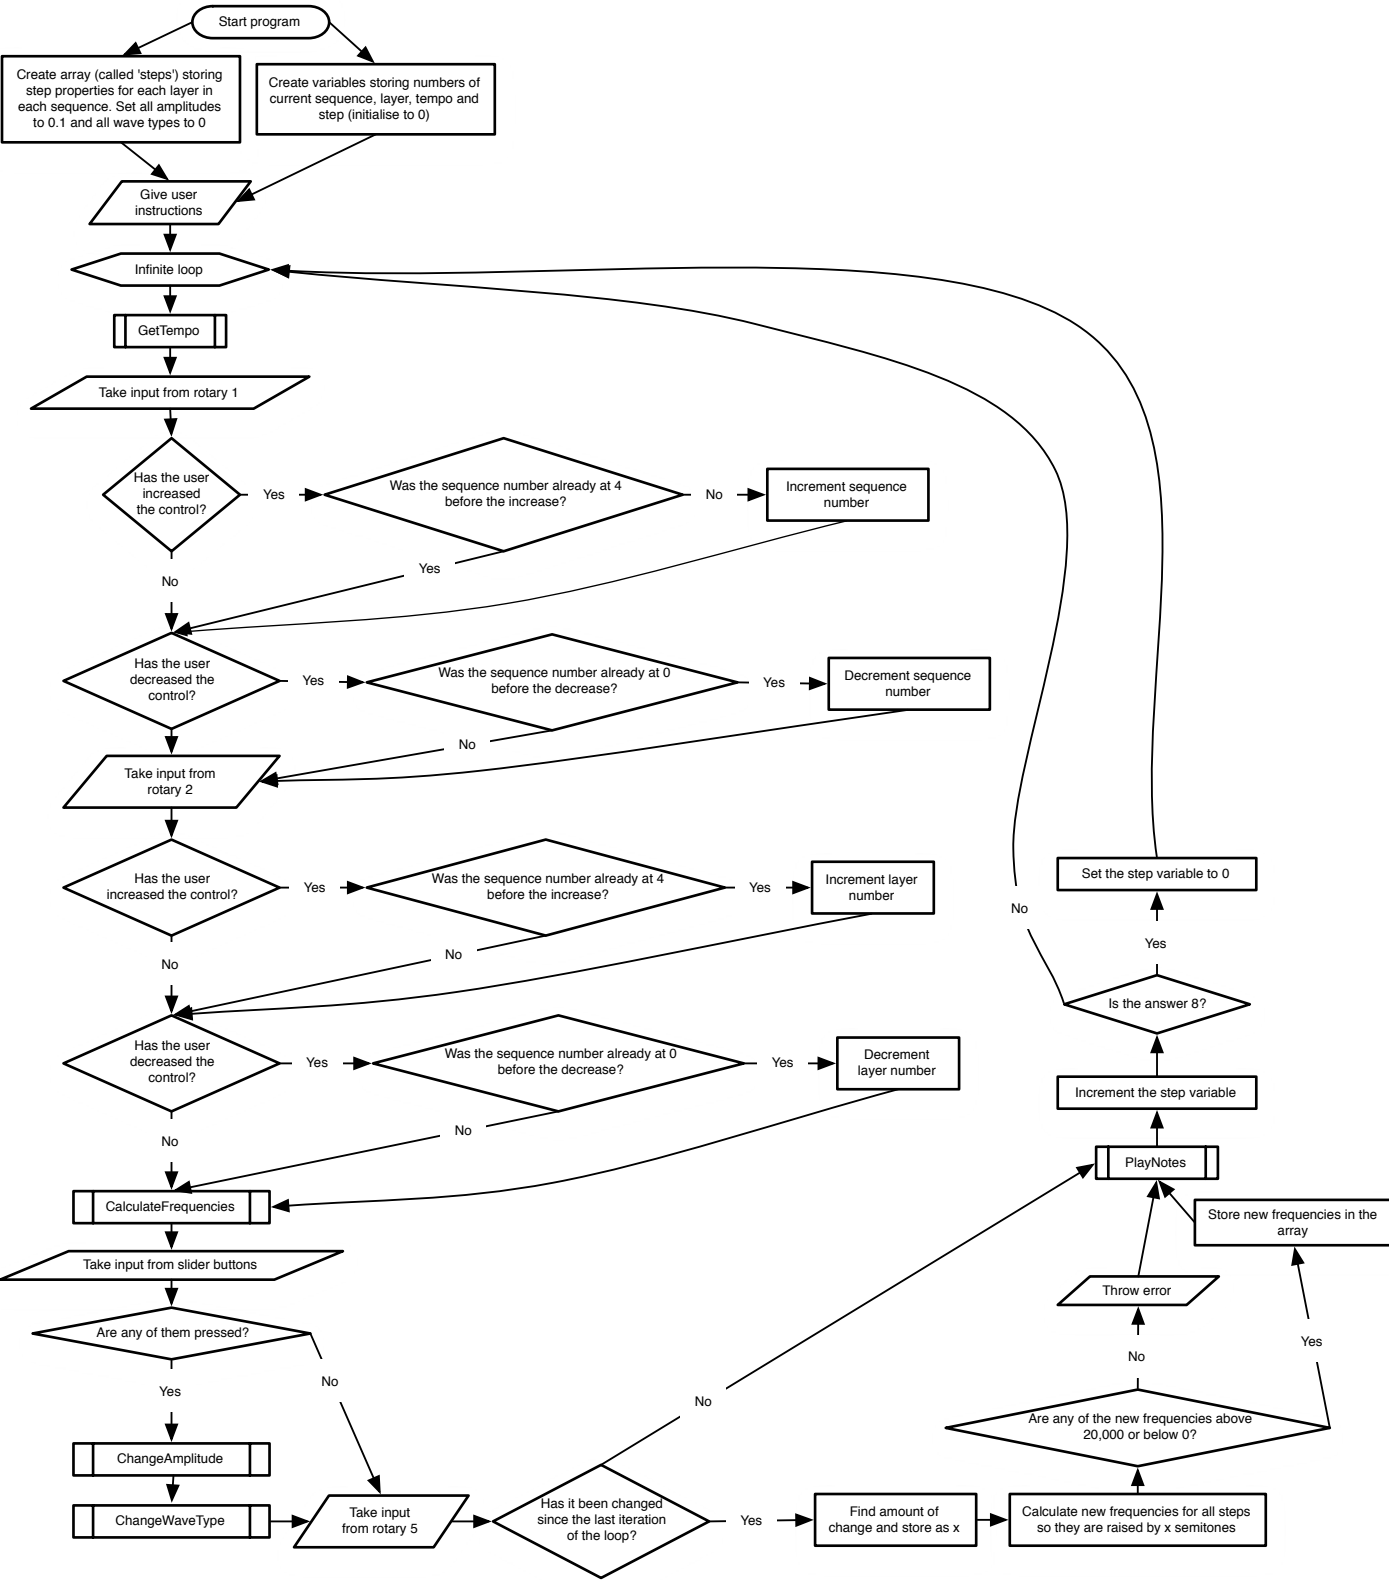 Start program
Create array (called 'steps') storing
step properties for each layer in
each sequence. Set all amplitudes
to 0.1 and all wave types to 0
Create variables storing numbers of
current sequence, layer, tempo and
step (initialise to 0)
Give user
instructions
Infinite loop
GetTempo
Take input from rotary 1
Has the user
increased
the control?
Yes
Was the sequence number already at 4
before the increase?
No
Increment sequence
number
Yes
No
Has the user
decreased the
control?
Yes
Was the sequence number already at 0
before the decrease?
Yes
Decrement sequence
number
No
Take input from
rotary 2
Has the user
increased the control?
Yes
Was the sequence number already at 4
before the increase?
Yes
Increment layer
number
No
No
Has the user
decreased the
control?
Yes
Was the sequence number already at 0
before the decrease?
Yes
Decrement
layer number
No
No
CalculateFrequencies
Take input from slider buttons
Are any of them pressed?
Yes
No
ChangeAmplitude
ChangeWaveType
Take input
from rotary 5
Has it been changed
since the last iteration
of the loop?
No
Yes
Find amount of
change and store as x
Calculate new frequencies for all steps
so they are raised by x semitones
Are any of the new frequencies above
20,000 or below 0?
No
Yes
Throw error
Store new frequencies in the
array
PlayNotes
Increment the step variable
Is the answer 8?
No
Yes
Set the step variable to 0